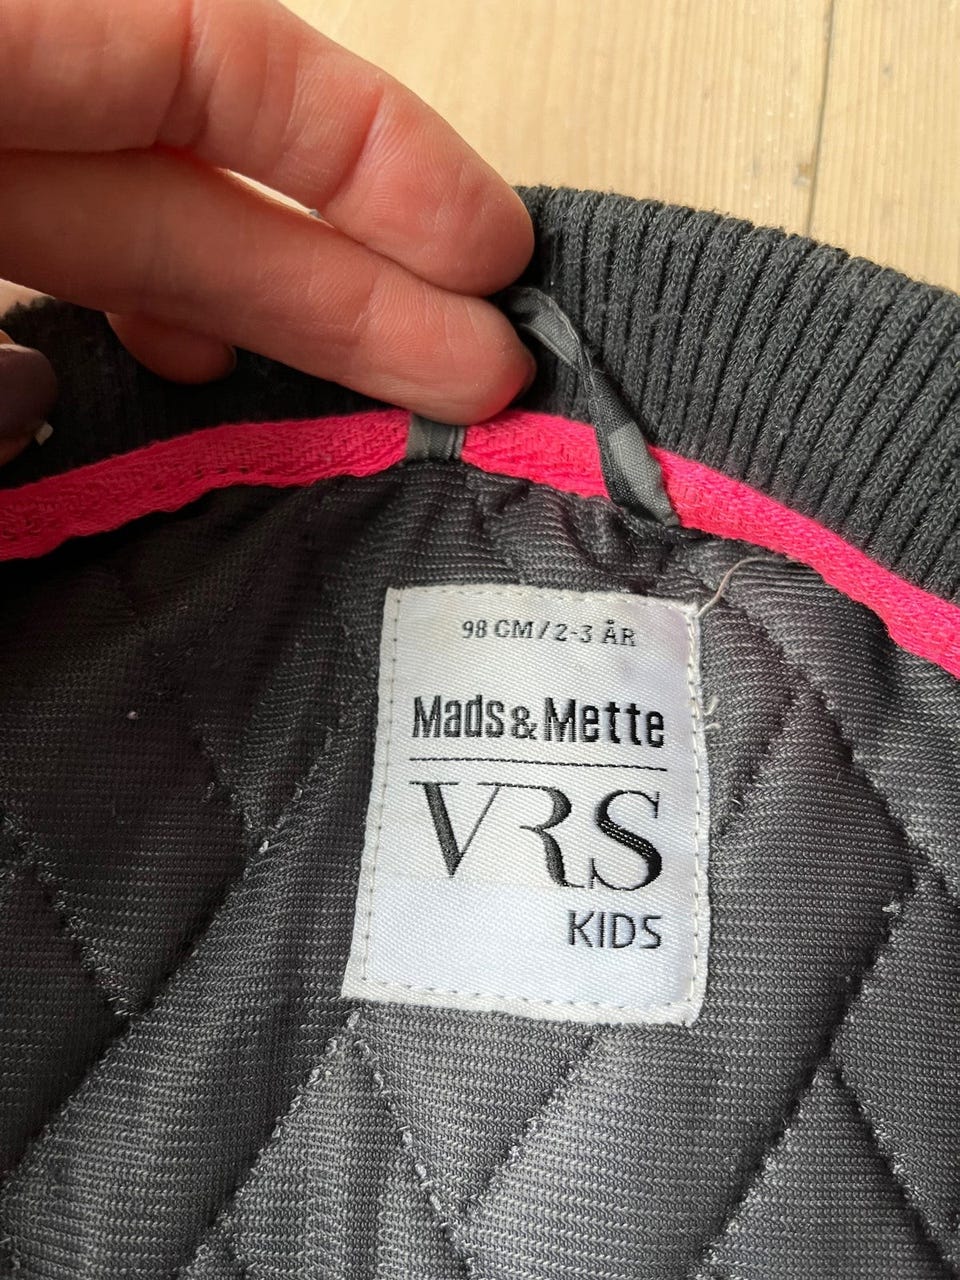 98 CM/2-3 ÅR
Mads&Mette
VRS
KIDS